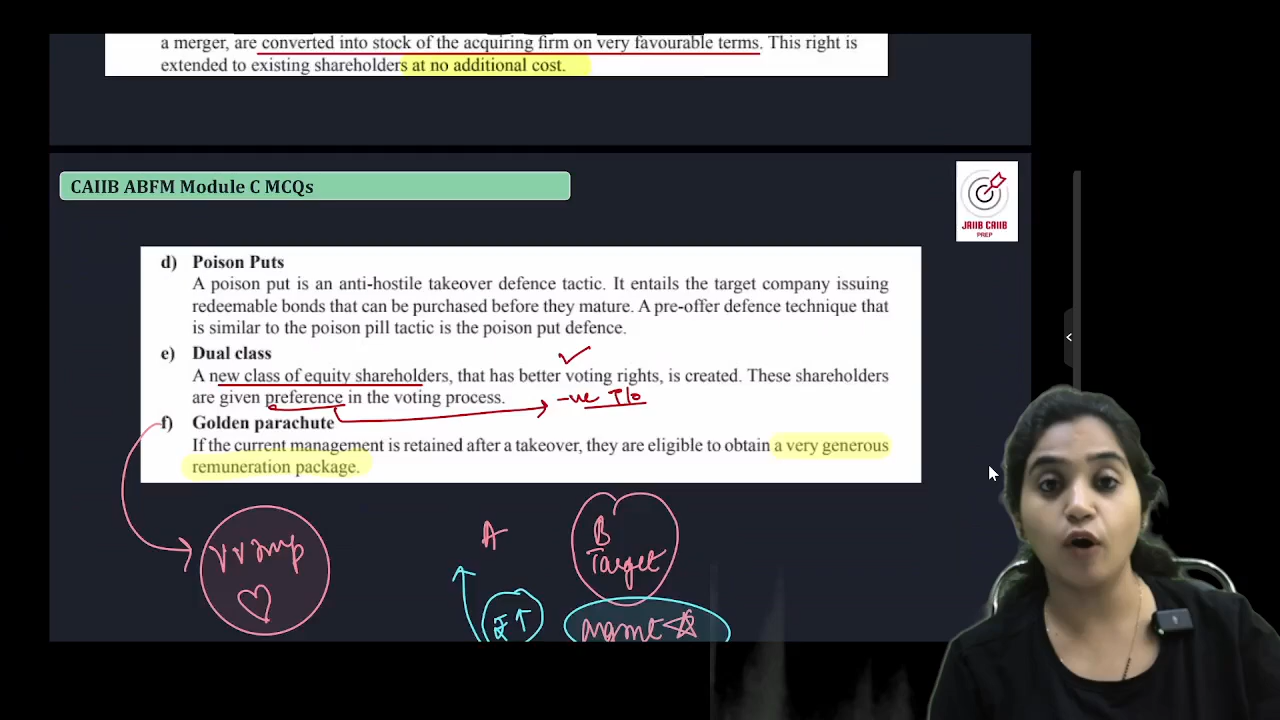 a merger, are converted into stock of the acquiring firm on very favourable terms. This right is
extended to existing shareholders at no additional cost.
CAIIB ABFM Module C MCQs
JAIIB CAIIB
PREP
d) Poison Puts
A poison put is an anti-hostile takeover defence tactic. It entails the target company issuing
redeemable bonds that can be purchased before they mature. A pre-offer defence technique that
is similar to the poison pill tactic is the poison put defence.
e) Dual class
A new class of equity shareholders, that has better voting rights, is created. These shareholders
are given preference in the voting process.
-ve T/o
f) Golden parachute
If the current management is retained after a takeover, they are eligible to obtain a very generous
remuneration package.
VV Imp
A
B
Target
₹↑
mgmt